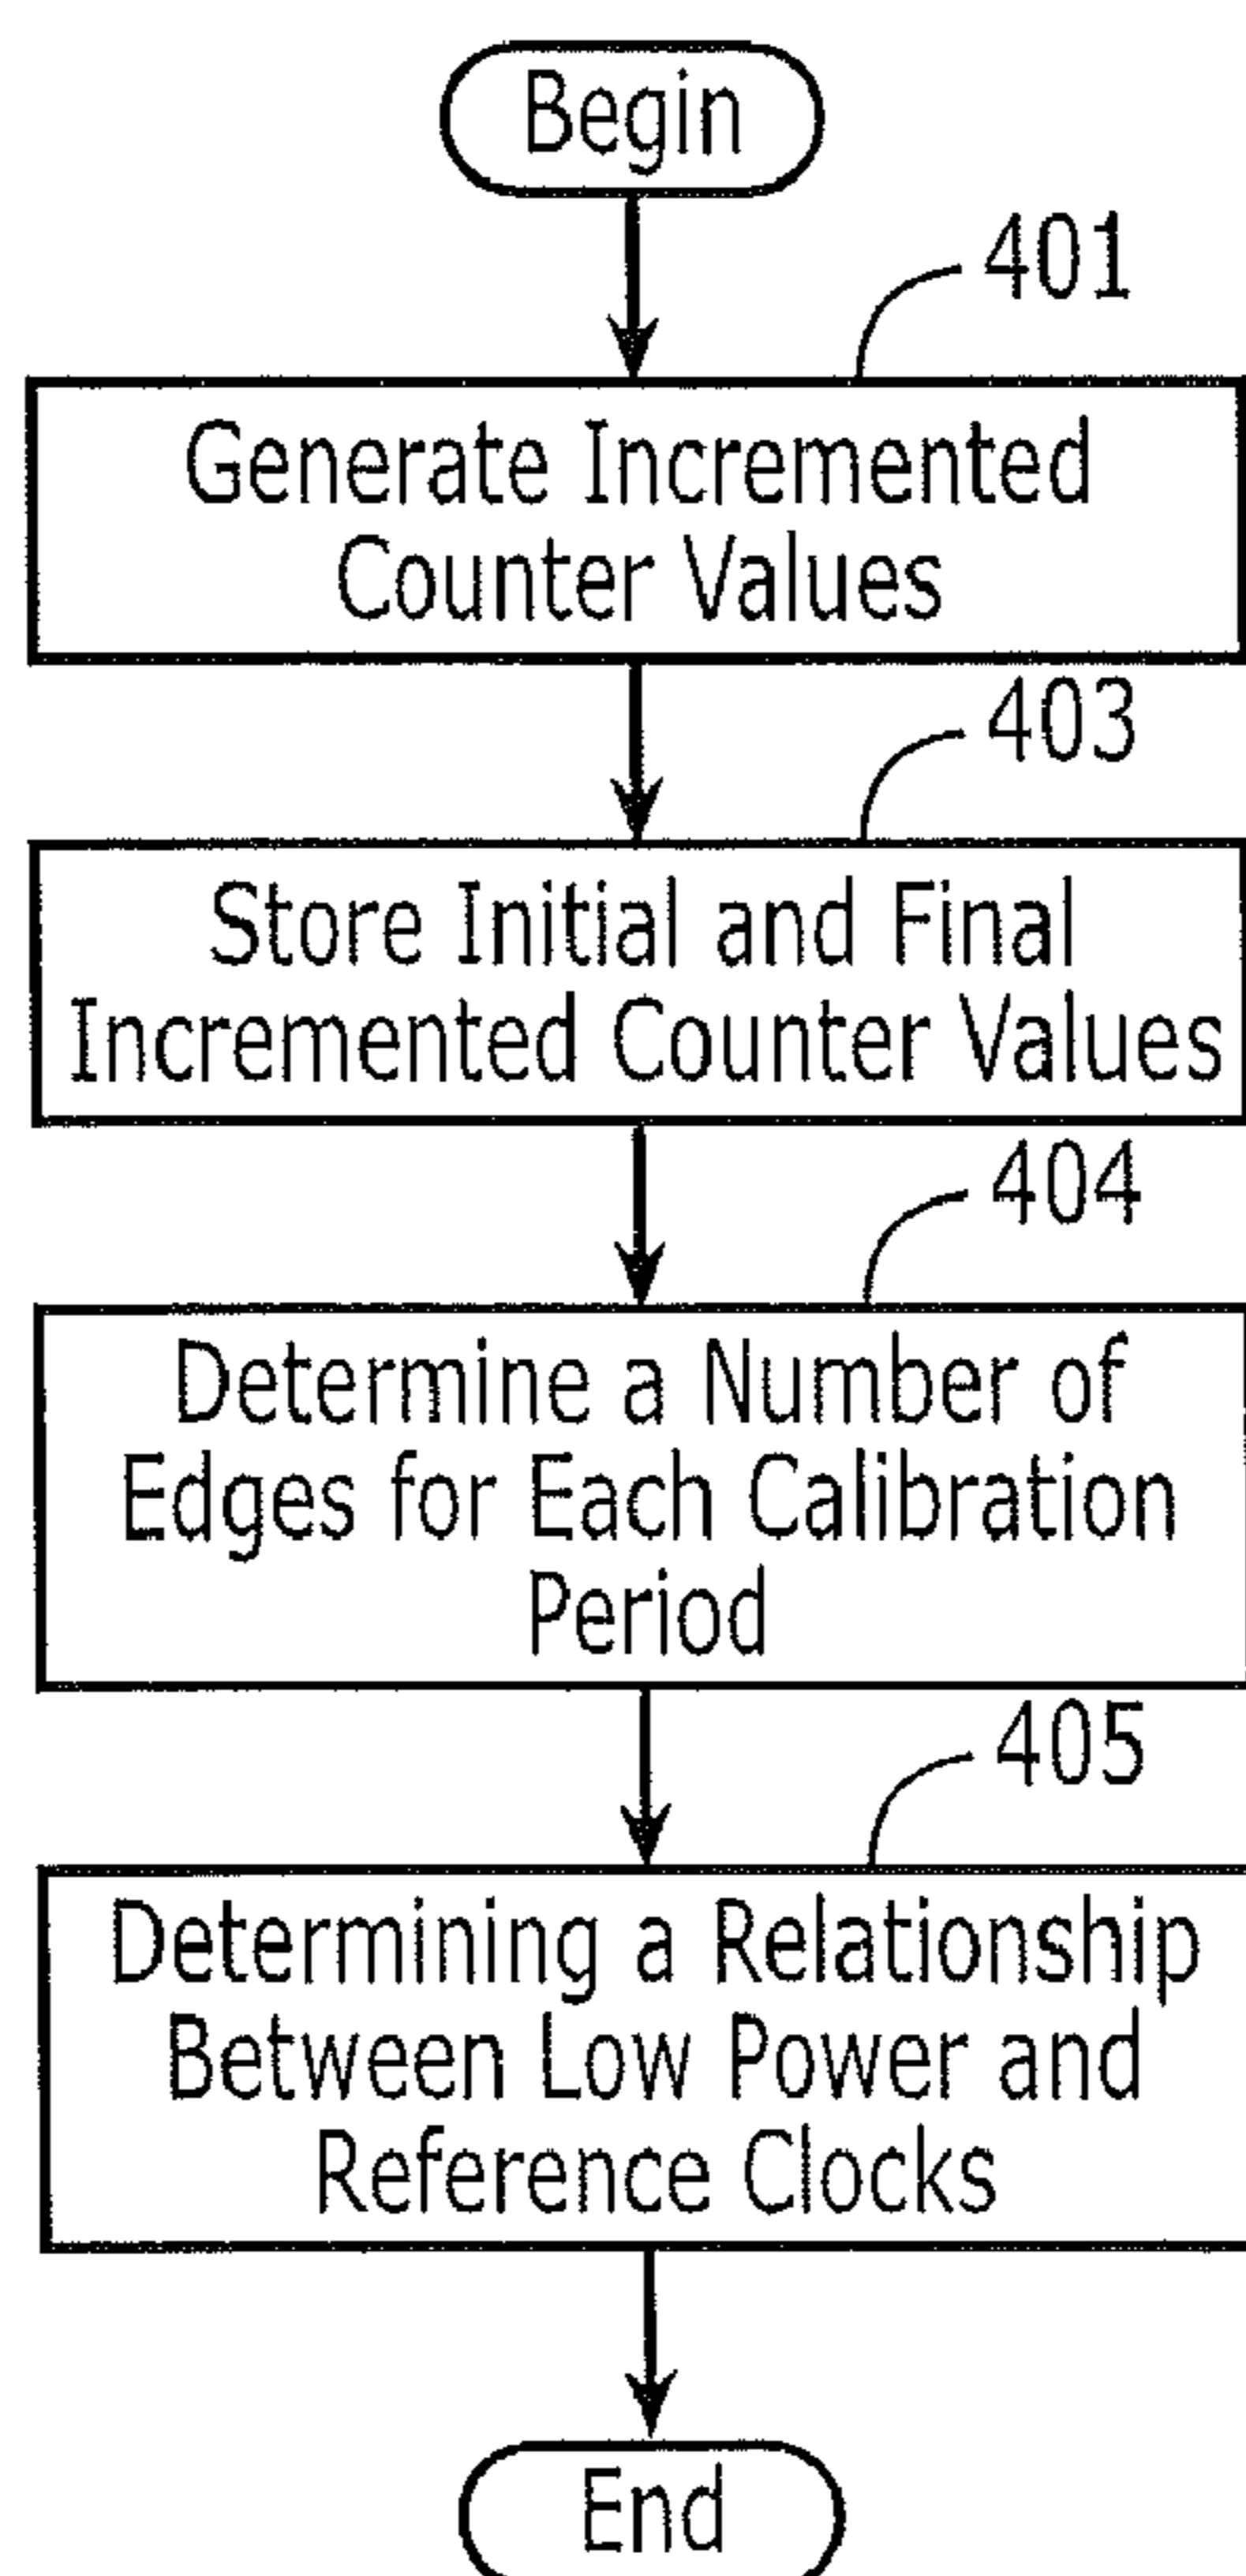 Begin
401
Generate Incremented
Counter Values
403
Store Initial and Final
Incremented Counter Values
404
Determine a Number of
Edges for Each Calibration
Period
405
Determining a Relationship
Between Low Power and
Reference Clocks
End